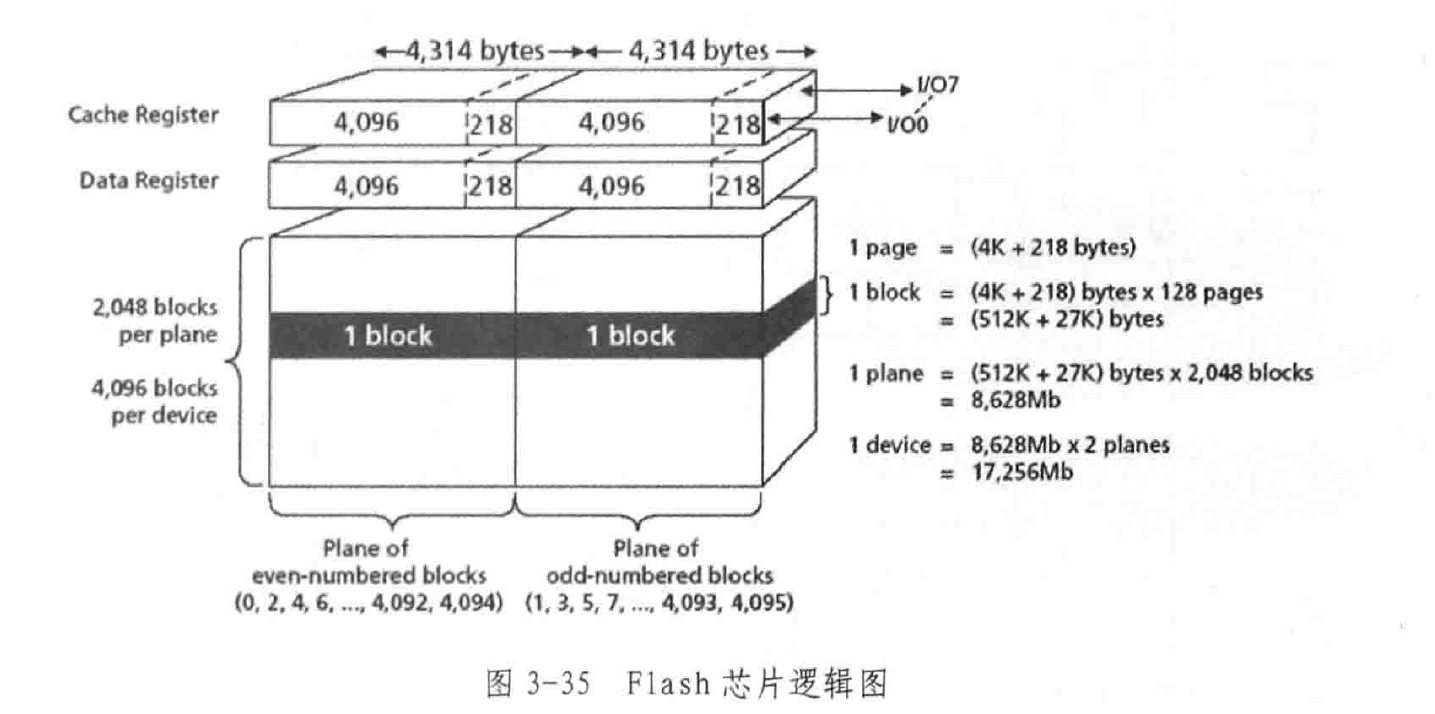 4,314 bytes 4,314 bytes
I/O7
Cache Register 4,096 218 4,096 218
I/O0
Data Register 4,096 218 4,096 218
1 page = (4K + 218 bytes)
1 block = (4K + 218) bytes x 128 pages
= (512K + 27K) bytes
2,048 blocks
per plane
1 block 1 block
4,096 blocks
per device
1 plane = (512K + 27K) bytes x 2,048 blocks
= 8,628Mb
1 device = 8,628Mb x 2 planes
= 17,256Mb
Plane of
even-numbered blocks
(0, 2, 4, 6, ..., 4,092, 4,094)
Plane of
odd-numbered blocks
(1, 3, 5, 7, ..., 4,093, 4,095)
图 3-35 Flash 芯片逻辑图